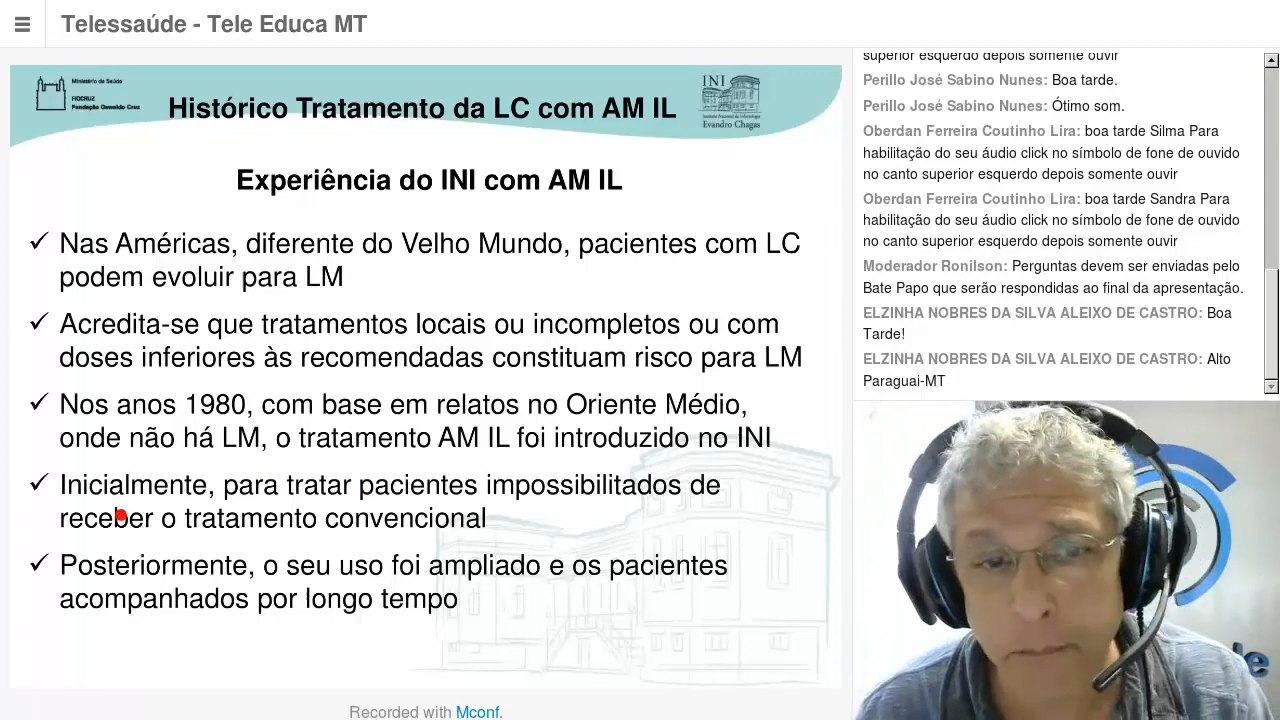 Telessaúde - Tele Educa MT
Ministério da Saúde
FIOCRUZ
Fundação Oswaldo Cruz
INI
Evandro Chagas
Histórico Tratamento da LC com AM IL
Experiência do INI com AM IL
✓ Nas Américas, diferente do Velho Mundo, pacientes com LC
podem evoluir para LM
✓ Acredita-se que tratamentos locais ou incompletos ou com
doses inferiores às recomendadas constituam risco para LM
✓ Nos anos 1980, com base em relatos no Oriente Médio,
onde não há LM, o tratamento AM IL foi introduzido no INI
✓ Inicialmente, para tratar pacientes impossibilitados de
receber o tratamento convencional
✓ Posteriormente, o seu uso foi ampliado e os pacientes
acompanhados por longo tempo
Recorded with Mconf.
superior esquerdo depois somente ouvir
Perillo José Sabino Nunes: Boa tarde.
Perillo José Sabino Nunes: Ótimo som.
Oberdan Ferreira Coutinho Lira: boa tarde Silma Para
habilitação do seu áudio click no símbolo de fone de ouvido
no canto superior esquerdo depois somente ouvir
Oberdan Ferreira Coutinho Lira: boa tarde Sandra Para
habilitação do seu áudio click no símbolo de fone de ouvido
no canto superior esquerdo depois somente ouvir
Moderador Ronilson: Perguntas devem ser enviadas pelo
Bate Papo que serão respondidas ao final da apresentação.
ELZINHA NOBRES DA SILVA ALEIXO DE CASTRO: Boa
Tarde!
ELZINHA NOBRES DA SILVA ALEIXO DE CASTRO: Alto
Paraguai-MT